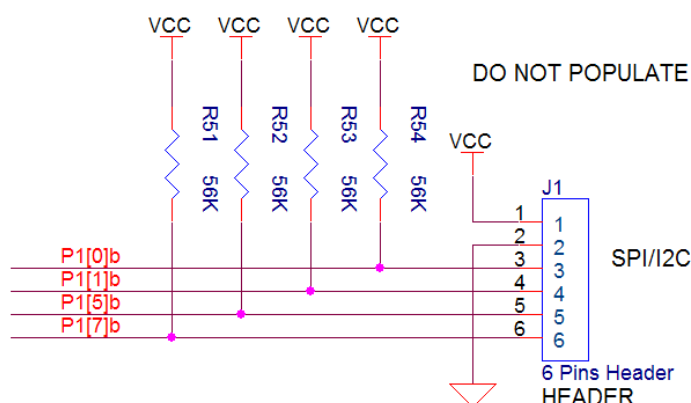 VCC VCC VCC VCC
DO NOT POPULATE
R51 R52 R53 R54
56K 56K 56K 56K
VCC
J1
1 1
2 2
P1[0]b 3 3
P1[1]b 4 4
P1[5]b 5 5
P1[7]b 6 6
SPI/I2C
6 Pins Header
HEADER